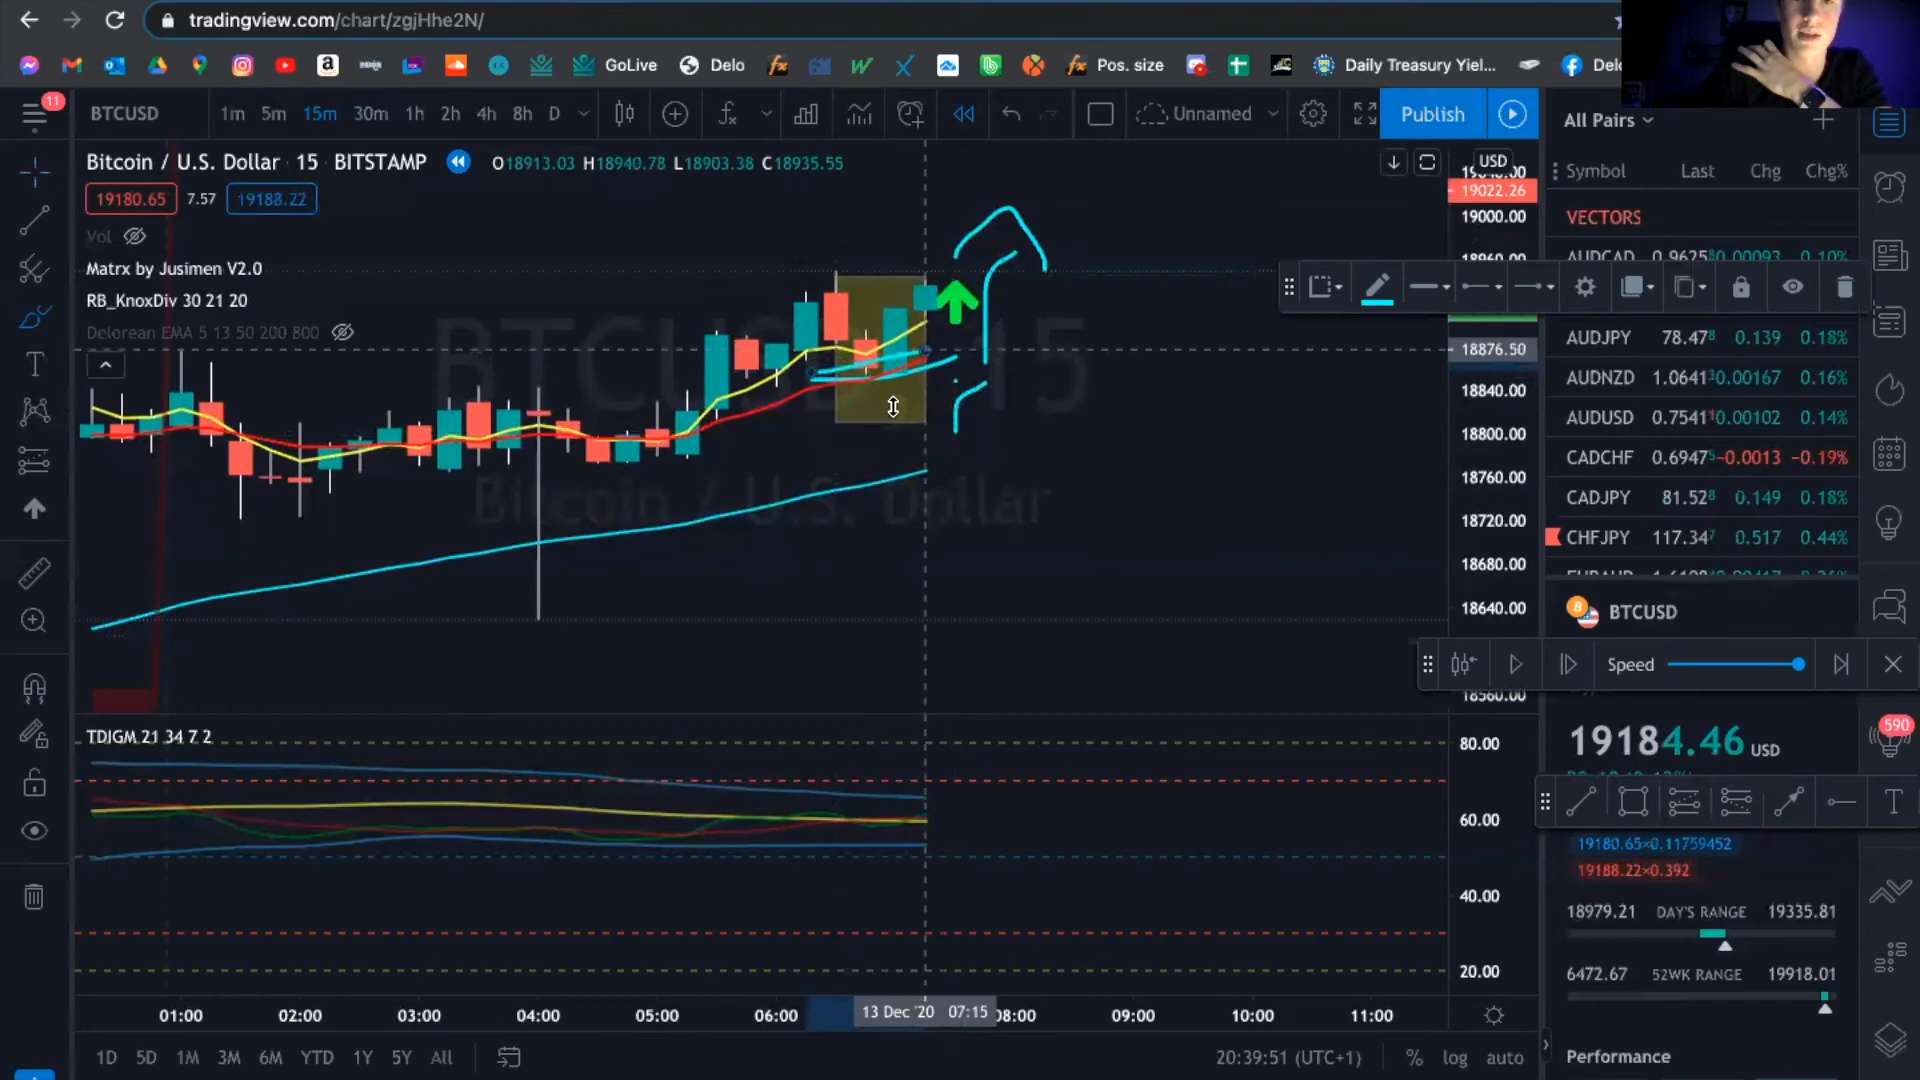 tradingview.com/chart/zgjHhe2N/
GoLive Delo Pos. size Daily Treasury Yiel... Delo
11
BTCUSD 1m 5m 15m 30m 1h 2h 4h 8h D Unnamed Publish
All Pairs
Bitcoin / U.S. Dollar · 15 · BITSTAMP O18913.03 H18940.78 L18903.38 C18935.55
USD
Symbol Last Chg Chg%
19180.65 7.57 19188.22
19022.26
19000.00
VECTORS
Vol
AUDCAD 0.9625
Matrx by Jusimen V2.0
RB_KnoxDiv 30 21 20
Delorean EMA 5 13 50 200 800
BTCUSD, 15
Bitcoin / U.S. Dollar
AUDJPY 78.478 0.139 0.18%
18876.50
AUDNZD 1.06413 0.00167 0.16%
18840.00
AUDUSD 0.75411 0.00102 0.14%
18800.00
CADCHF 0.69475 −0.0013 −0.19%
18760.00
CADJPY 81.528 0.149 0.18%
18720.00
CHFJPY 117.347 0.517 0.44%
18680.00
18640.00
BTCUSD
Speed
18560.00
TDIGM 21 34 7 2
80.00
60.00
40.00
20.00
19184.46 USD
590
19180.65×0.11759452
19188.22×0.392
18979.21 DAY'S RANGE 19335.81
6472.67 52WK RANGE 19918.01
01:00 02:00 03:00 04:00 05:00 06:00 13 Dec '20 07:15 08:00 09:00 10:00 11:00
1D 5D 1M 3M 6M YTD 1Y 5Y All
20:39:51 (UTC+1) % log auto
Performance